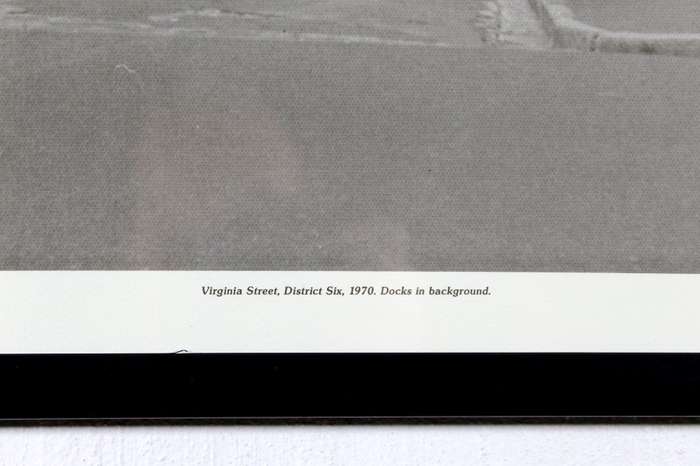 Virginia Street, District Six, 1970. Docks in background.